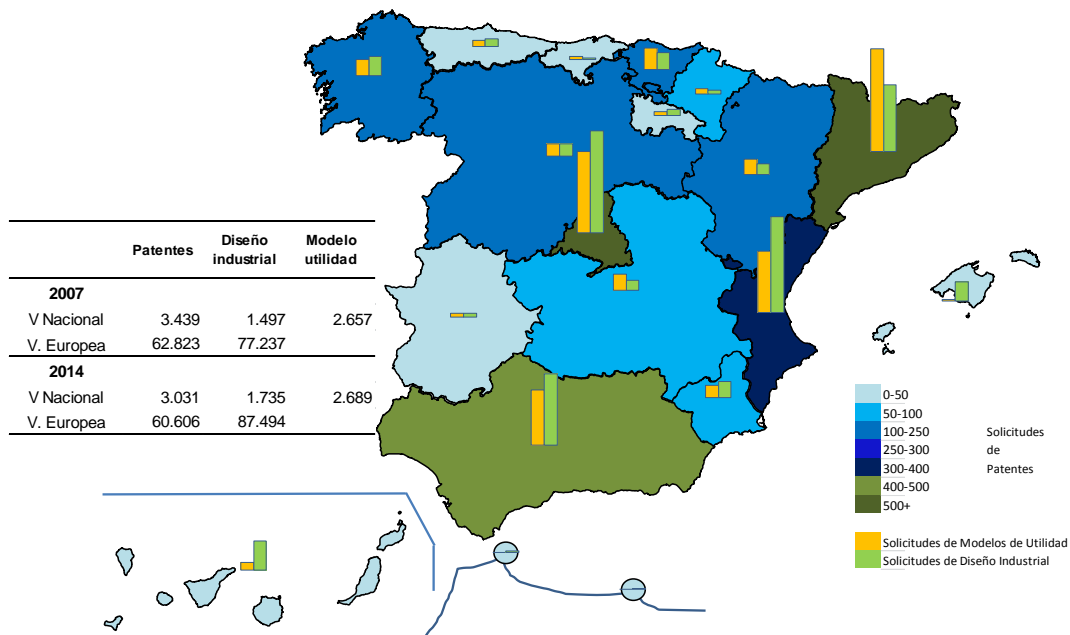 Patentes Diseño industrial Modelo utilidad
2007
V Nacional 3.439 1.497 2.657
V. Europea 62.823 77.237
2014
V Nacional 3.031 1.735 2.689
V. Europea 60.606 87.494
0-50
50-100
100-250
250-300
300-400
400-500
500+
Solicitudes
de
Patentes
Solicitudes de Modelos de Utilidad
Solicitudes de Diseño Industrial